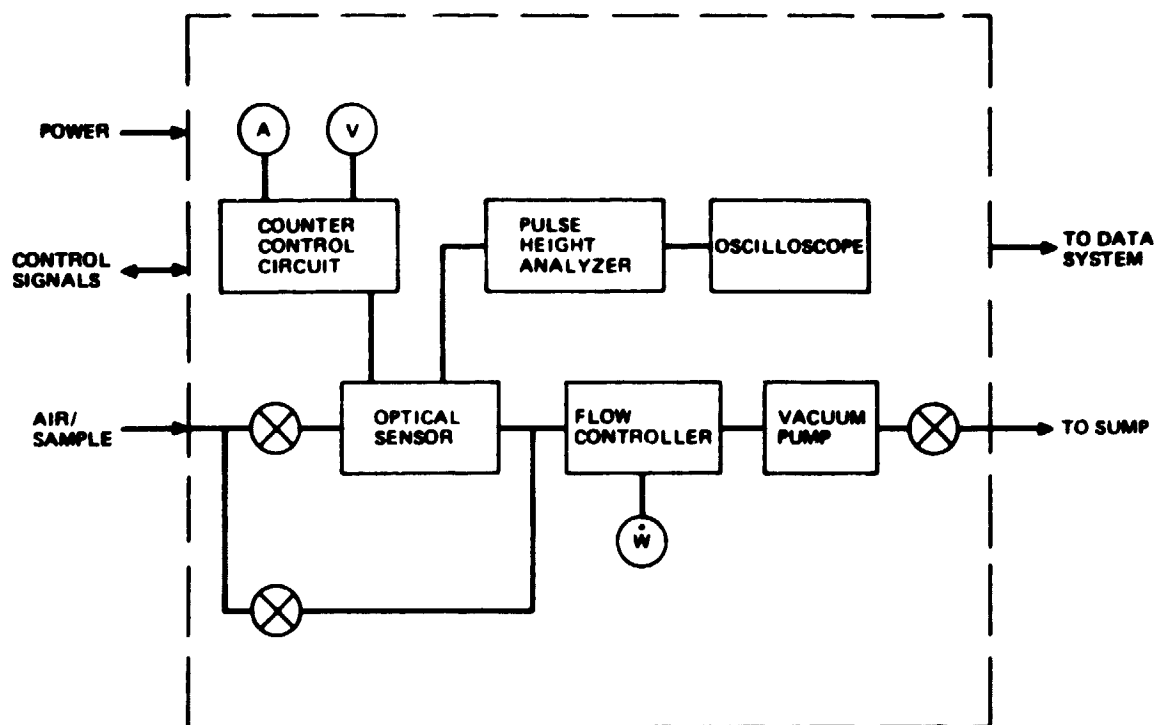 POWER
A
V
COUNTER
CONTROL
CIRCUIT
PULSE
HEIGHT
ANALYZER
OSCILLOSCOPE
CONTROL
SIGNALS
TO DATA
SYSTEM
AIR/
SAMPLE
OPTICAL
SENSOR
FLOW
CONTROLLER
VACUUM
PUMP
TO SUMP
Ẇ